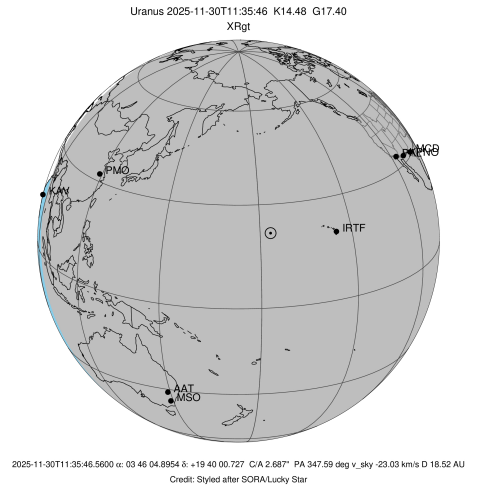 Uranus 2025-11-30T11:35:46 K14.48 G17.40
XRgt
MCD
KAV
PMO
IRTF
AAT
MSO
2025-11-30T11:35:46.5600 α: 03 46 04.8954 δ: +19 40 00.727 C/A 2.687" PA 347.59 deg v_sky -23.03 km/s D 18.52 AU
Credit: Styled after SORA/Lucky Star